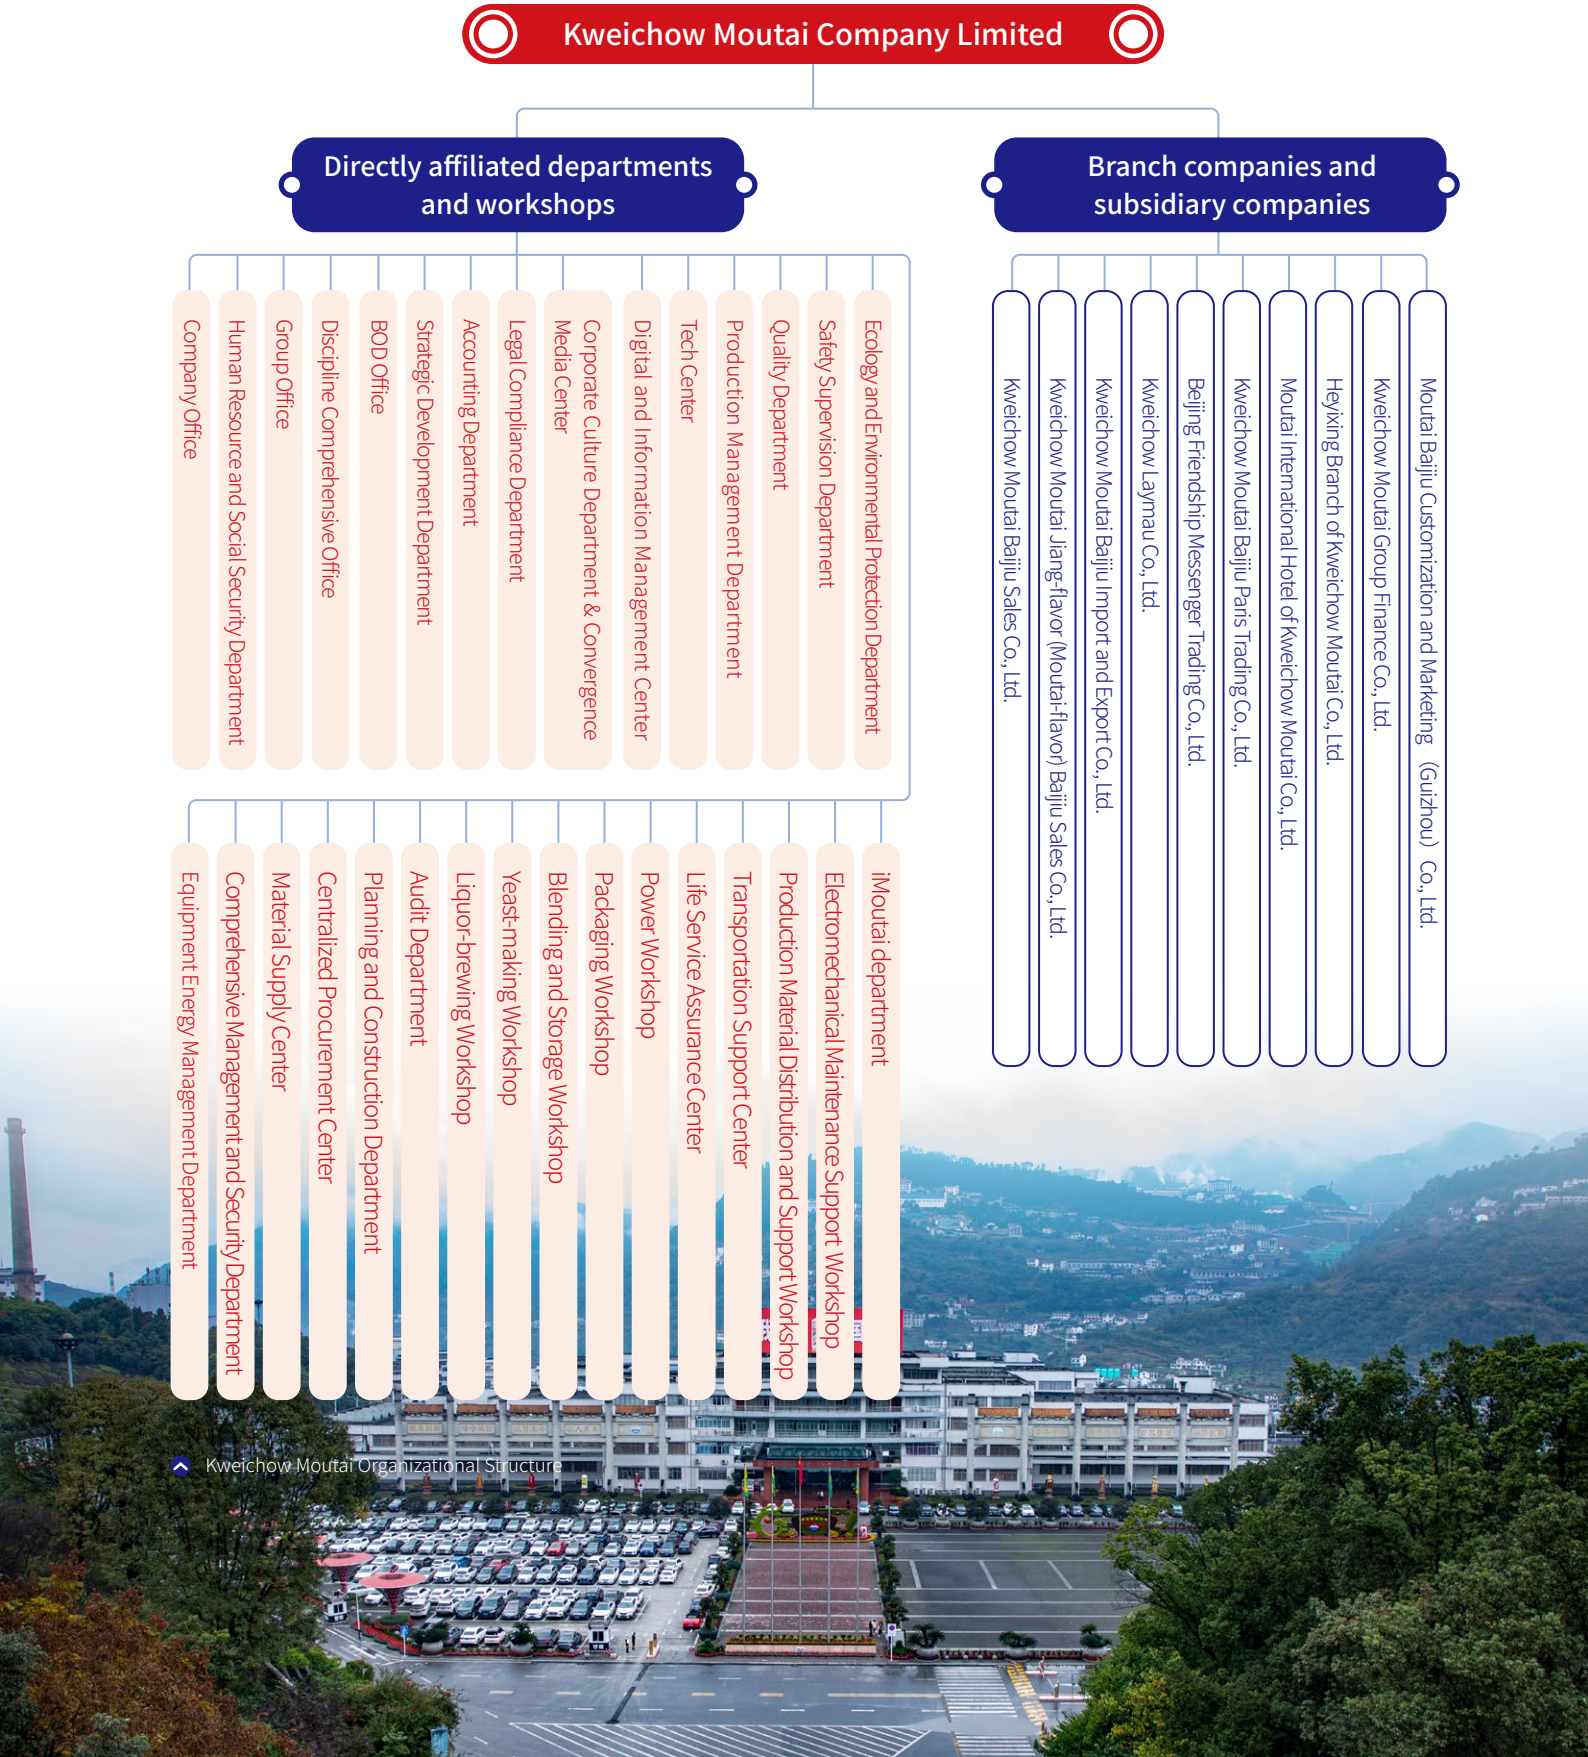 Kweichow Moutai Company Limited
Directly affiliated departments
and workshops
Branch companies and
subsidiary companies
Company Office
Human Resource and Social Security Department
Group Office
Discipline Comprehensive Office
BOD Office
Strategic Development Department
Accounting Department
Legal Compliance Department
Corporate Culture Department & Convergence
Media Center
Digital and Information Management Center
Tech Center
Production Management Department
Quality Department
Safety Supervision Department
Ecology and Environmental Protection Department
Equipment Energy Management Department
Comprehensive Management and Security Department
Material Supply Center
Centralized Procurement Center
Planning and Construction Department
Audit Department
Liquor-brewing Workshop
Yeast-making Workshop
Blending and Storage Workshop
Packaging Workshop
Power Workshop
Life Service Assurance Center
Transportation Support Center
Production Material Distribution and Support Workshop
Electromechanical Maintenance Support Workshop
iMoutai department
Kweichow Moutai Baijiu Sales Co., Ltd.
Kweichow Moutai Jiang-flavor (Moutai-flavor) Baijiu Sales Co., Ltd.
Kweichow Moutai Baijiu Import and Export Co., Ltd.
Kweichow Laymau Co., Ltd.
Beijing Friendship Messenger Trading Co., Ltd.
Kweichow Moutai Baijiu Paris Trading Co., Ltd.
Moutai International Hotel of Kweichow Moutai Co., Ltd.
Heyixing Branch of Kweichow Moutai Co., Ltd.
Kweichow Moutai Group Finance Co., Ltd.
Moutai Baijiu Customization and Marketing （Guizhou） Co., Ltd.
Kweichow Moutai Organizational Structure